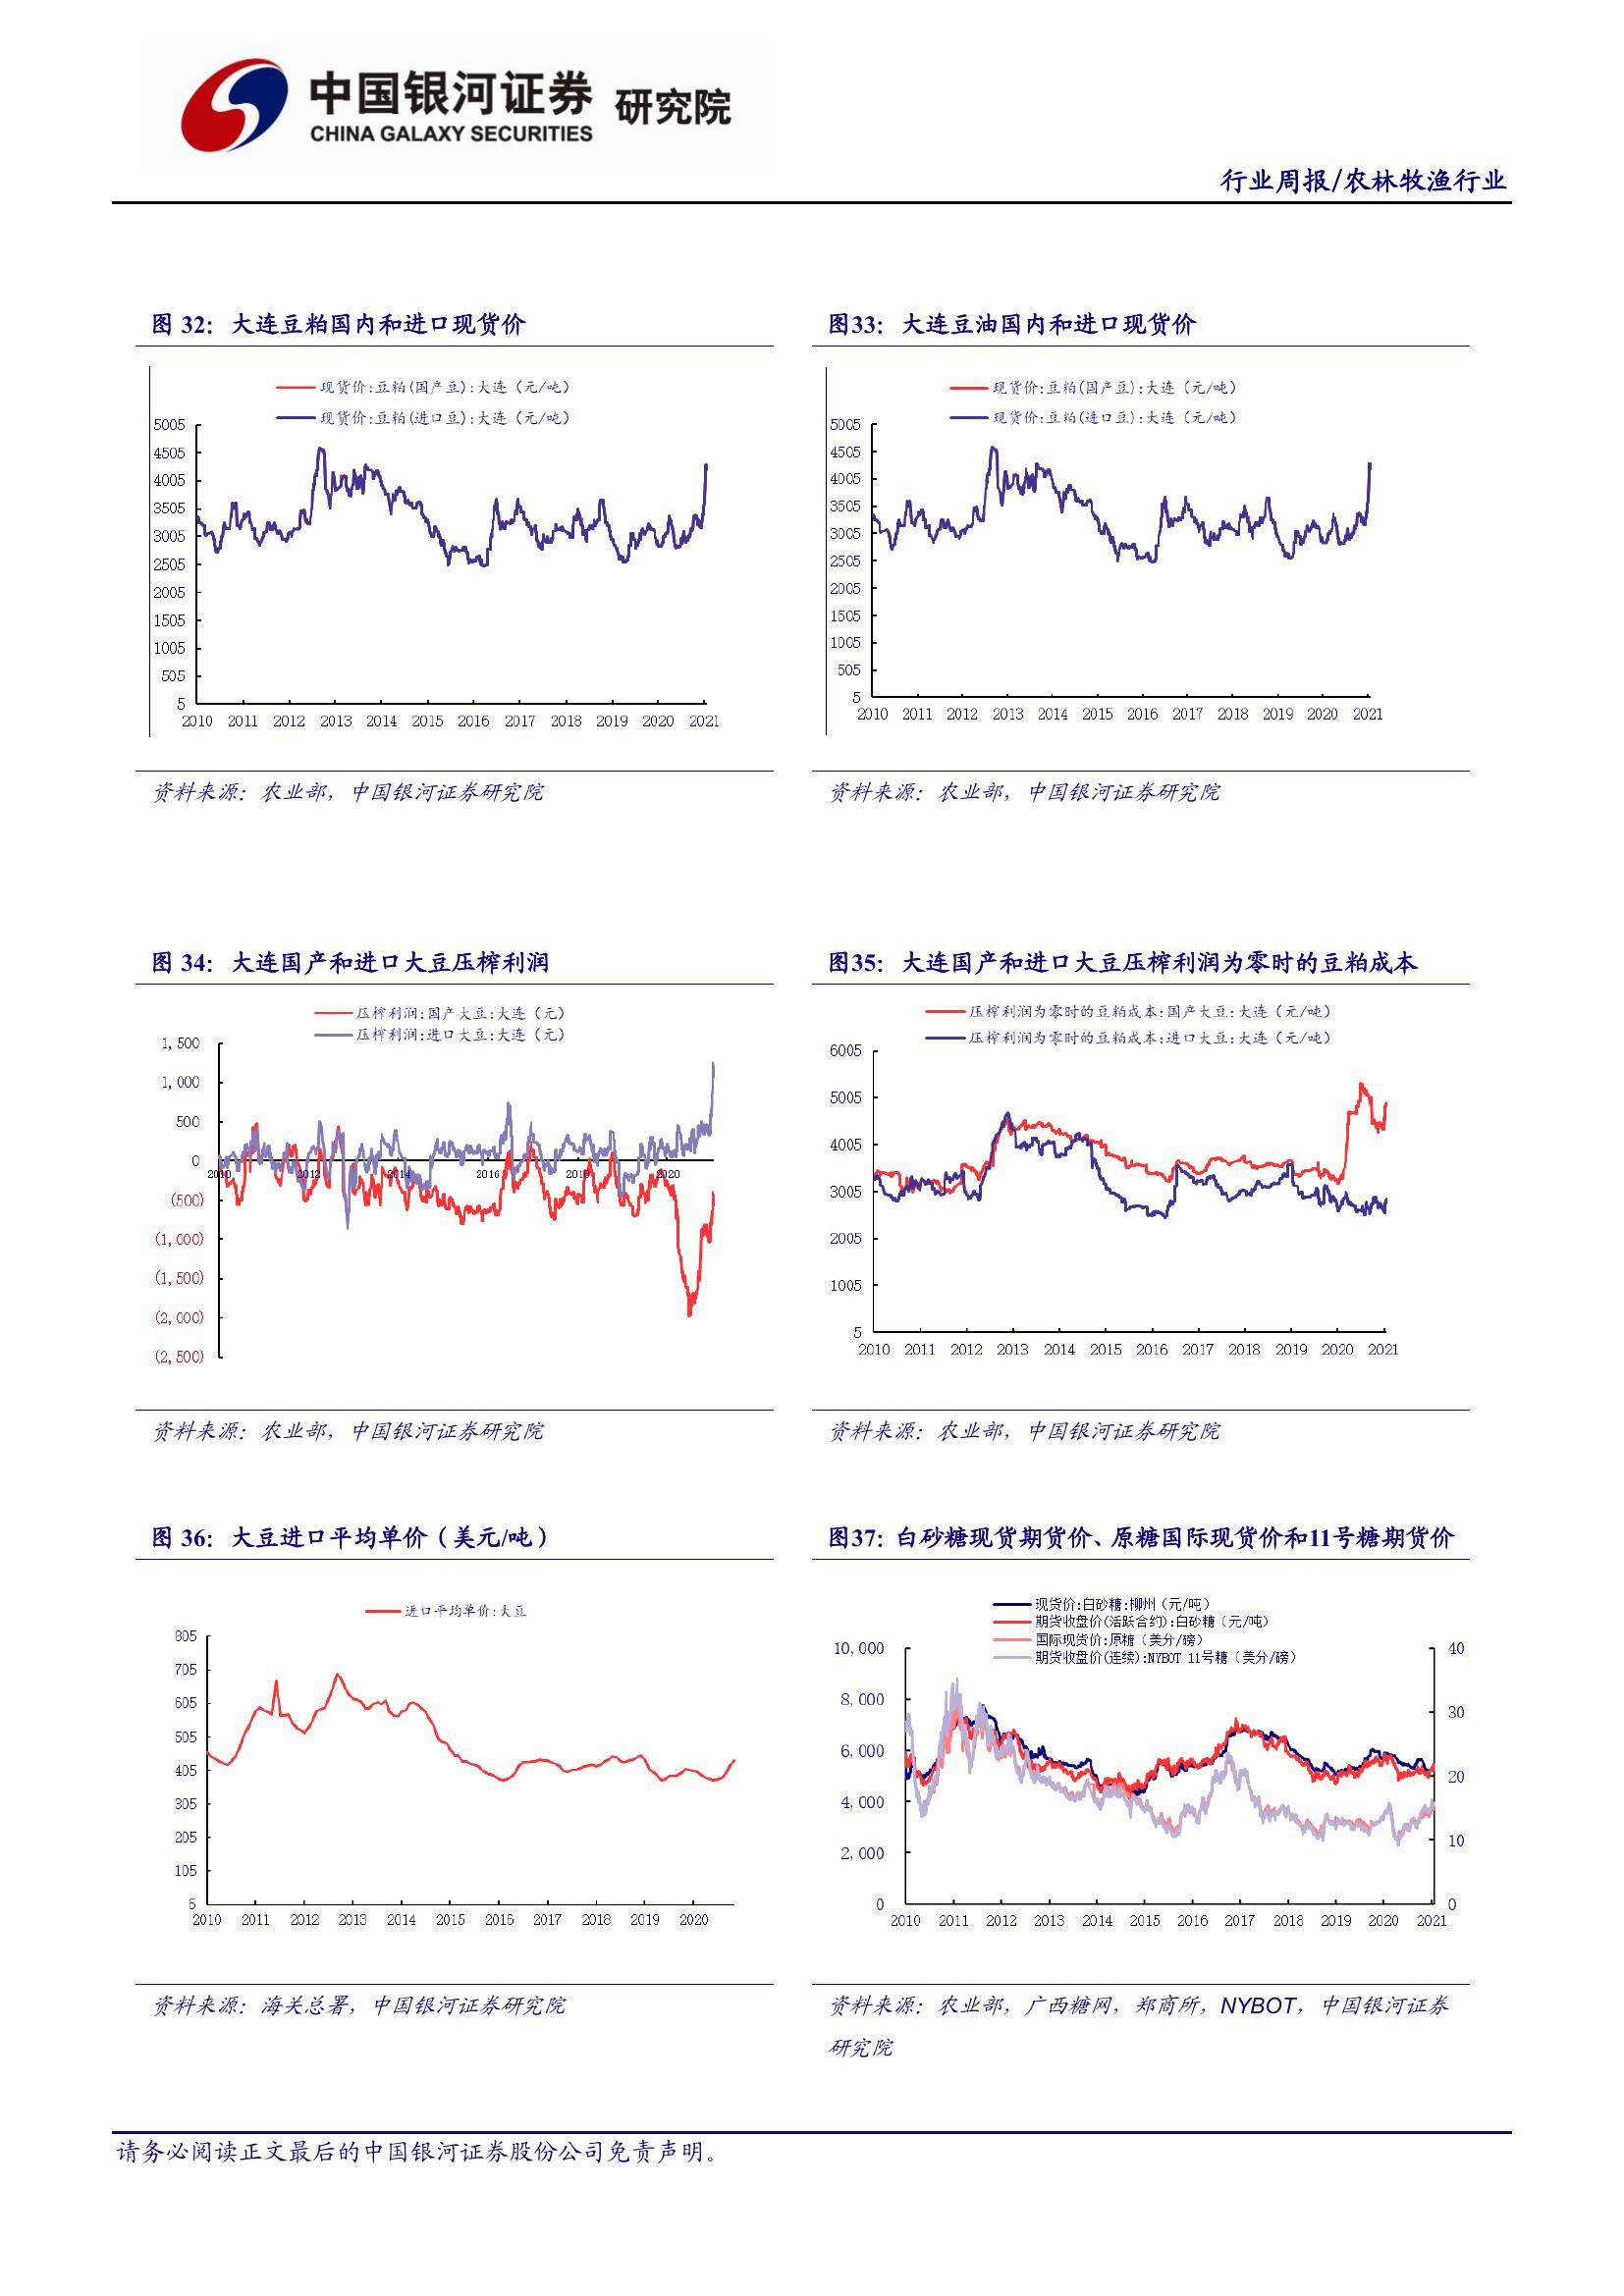 中国银河证券 研究院
CHINA GALAXY SECURITIES
行业周报/农林牧渔行业
图 32: 大连豆粕国内和进口现货价
现货价:豆粕(国产豆):大连（元/吨）
现货价:豆粕(进口豆):大连（元/吨）
5005
4505
4005
3505
3005
2505
2005
1505
1005
505
5
2010 2011 2012 2013 2014 2015 2016 2017 2018 2019 2020 2021
资料来源：农业部，中国银河证券研究院
图33: 大连豆油国内和进口现货价
现货价:豆粕(国产豆):大连（元/吨）
现货价:豆粕(进口豆):大连（元/吨）
5005
4505
4005
3505
3005
2505
2005
1505
1005
505
5
2010 2011 2012 2013 2014 2015 2016 2017 2018 2019 2020 2021
资料来源：农业部，中国银河证券研究院
图 34: 大连国产和进口大豆压榨利润
压榨利润:国产大豆:大连（元）
压榨利润:进口大豆:大连（元）
1,500
1,000
500
0
(500)
(1,000)
(1,500)
(2,000)
(2,500)
2010 2012 2014 2016 2018 2020
资料来源：农业部，中国银河证券研究院
图35: 大连国产和进口大豆压榨利润为零时的豆粕成本
压榨利润为零时的豆粕成本:国产大豆:大连（元/吨）
压榨利润为零时的豆粕成本:进口大豆:大连（元/吨）
6005
5005
4005
3005
2005
1005
5
2010 2011 2012 2013 2014 2015 2016 2017 2018 2019 2020 2021
资料来源：农业部，中国银河证券研究院
图 36: 大豆进口平均单价（美元/吨）
进口平均单价:大豆
805
705
605
505
405
305
205
105
5
2010 2011 2012 2013 2014 2015 2016 2017 2018 2019 2020
资料来源：海关总署，中国银河证券研究院
图37: 白砂糖现货期货价、原糖国际现货价和11号糖期货价
现货价:白砂糖:柳州（元/吨）
期货收盘价(活跃合约):白砂糖（元/吨）
国际现货价:原糖（美分/磅）
期货收盘价(连续):NYBOT 11号糖（美分/磅）
10,000
8,000
6,000
4,000
2,000
0
40
30
20
10
0
2010 2011 2012 2013 2014 2015 2016 2017 2018 2019 2020 2021
资料来源：农业部，广西糖网，郑商所，NYBOT，中国银河证券
研究院
请务必阅读正文最后的中国银河证券股份公司免责声明。